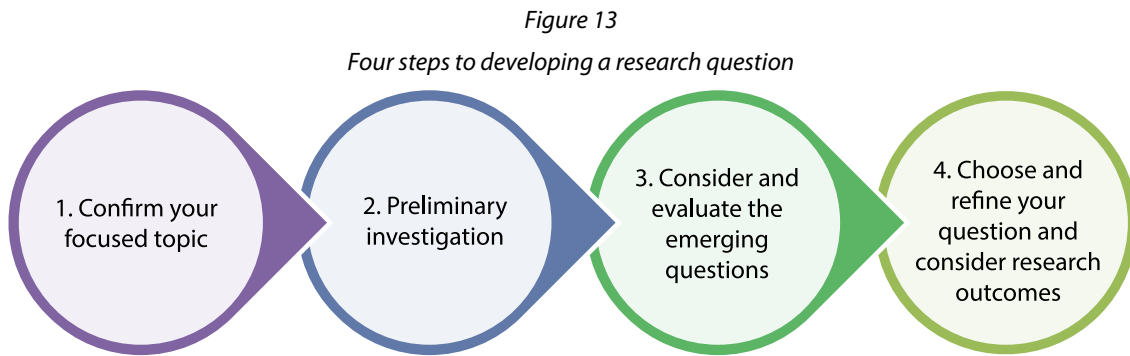 Figure 13
Four steps to developing a research question
1. Confirm your
focused topic
2. Preliminary
investigation
3. Consider and
evaluate the
emerging
questions
4. Choose and
refine your
question and
consider research
outcomes